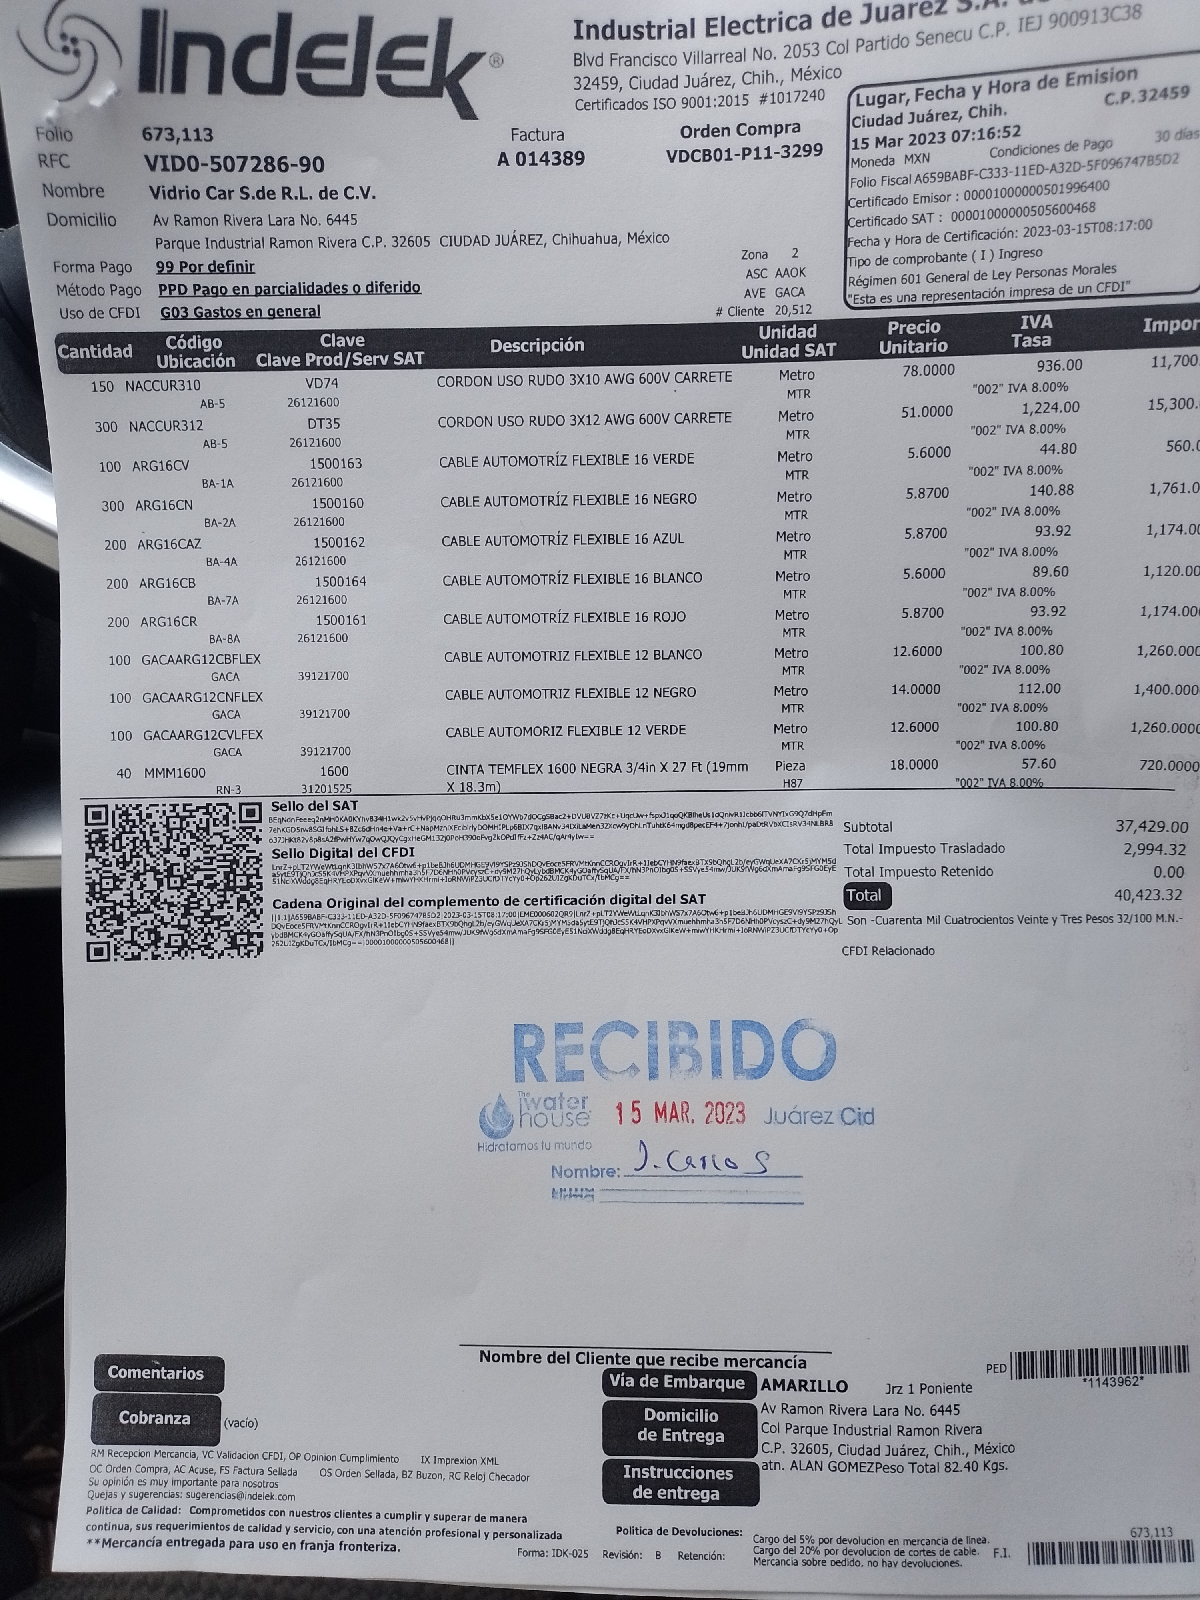 Indelek®
Industrial Electrica de Juarez S.A. de
Blvd Francisco Villarreal No. 2053 Col Partido Senecu C.P. IEJ 900913C38
32459, Ciudad Juárez, Chih., México
Certificados ISO 9001:2015 #1017240
Folio 673,113 Factura Orden Compra
RFC VID0-507286-90 A 014389 VDCB01-P11-3299
Nombre Vidrio Car S.de R.L. de C.V.
Domicilio Av Ramon Rivera Lara No. 6445
Parque Industrial Ramon Rivera C.P. 32605 CIUDAD JUÁREZ, Chihuahua, México
Forma Pago 99 Por definir
Método Pago PPD Pago en parcialidades o diferido
Uso de CFDI G03 Gastos en general
Zona 2
ASC AAOK
AVE GACA
# Cliente 20,512
Lugar, Fecha y Hora de Emision
Ciudad Juárez, Chih. C.P.32459
15 Mar 2023 07:16:52
Moneda MXN Condiciones de Pago 30 días
Folio Fiscal A659BABF-C333-11ED-A32D-5F096747B5D2
Certificado Emisor : 00001000000501996400
Certificado SAT : 00001000000505600468
Fecha y Hora de Certificación: 2023-03-15T08:17:00
Tipo de comprobante ( I ) Ingreso
Régimen 601 General de Ley Personas Morales
"Esta es una representación impresa de un CFDI"
Cantidad Código Clave Descripción Unidad Precio IVA Impor
Ubicación Clave Prod/Serv SAT Unidad SAT Unitario Tasa
150 NACCUR310 VD74 CORDON USO RUDO 3X10 AWG 600V CARRETE Metro 78.0000 936.00 11,700.
AB-5 26121600 MTR "002" IVA 8.00%
300 NACCUR312 DT35 CORDON USO RUDO 3X12 AWG 600V CARRETE Metro 51.0000 1,224.00 15,300.
AB-5 26121600 MTR "002" IVA 8.00%
100 ARG16CV 1500163 CABLE AUTOMOTRÍZ FLEXIBLE 16 VERDE Metro 5.6000 44.80 560.0
BA-1A 26121600 MTR "002" IVA 8.00%
300 ARG16CN 1500160 CABLE AUTOMOTRÍZ FLEXIBLE 16 NEGRO Metro 5.8700 140.88 1,761.0
BA-2A 26121600 MTR "002" IVA 8.00%
200 ARG16CAZ 1500162 CABLE AUTOMOTRÍZ FLEXIBLE 16 AZUL Metro 5.8700 93.92 1,174.00
BA-4A 26121600 MTR "002" IVA 8.00%
200 ARG16CB 1500164 CABLE AUTOMOTRÍZ FLEXIBLE 16 BLANCO Metro 5.6000 89.60 1,120.00
BA-7A 26121600 MTR "002" IVA 8.00%
200 ARG16CR 1500161 CABLE AUTOMOTRÍZ FLEXIBLE 16 ROJO Metro 5.8700 93.92 1,174.000
BA-8A 26121600 MTR "002" IVA 8.00%
100 GACAARG12CBFLEX CABLE AUTOMOTRIZ FLEXIBLE 12 BLANCO Metro 12.6000 100.80 1,260.000
GACA 39121700 MTR "002" IVA 8.00%
100 GACAARG12CNFLEX CABLE AUTOMOTRIZ FLEXIBLE 12 NEGRO Metro 14.0000 112.00 1,400.000
GACA 39121700 MTR "002" IVA 8.00%
100 GACAARG12CVLFEX CABLE AUTOMORIZ FLEXIBLE 12 VERDE Metro 12.6000 100.80 1,260.0000
GACA 39121700 MTR "002" IVA 8.00%
40 MMM1600 1600 CINTA TEMFLEX 1600 NEGRA 3/4in X 27 Ft (19mm Pieza 18.0000 57.60 720.0000
RN-3 31201525 X 18.3m) H87 "002" IVA 8.00%
Sello del SAT
Sello Digital del CFDI
Cadena Original del complemento de certificación digital del SAT
Subtotal 37,429.00
Total Impuesto Trasladado 2,994.32
Total Impuesto Retenido 0.00
Total 40,423.32
Son -Cuarenta Mil Cuatrocientos Veinte y Tres Pesos 32/100 M.N.-
CFDI Relacionado
RECIBIDO
The water house 15 MAR. 2023 Juárez Cid
Hidratamos tu mundo
Nombre: J. Carlos
Nombre del Cliente que recibe mercancía
PED *1143962*
Comentarios
Cobranza (vacío)
Vía de Embarque AMARILLO Jrz 1 Poniente
Domicilio de Entrega Av Ramon Rivera Lara No. 6445
Col Parque Industrial Ramon Rivera
C.P. 32605, Ciudad Juárez, Chih., México
Instrucciones de entrega atn. ALAN GOMEZPeso Total 82.40 Kgs.
RM Recepcion Mercancia, VC Validacion CFDI, OP Opinion Cumplimiento IX Imprexion XML
OC Orden Compra, AC Acuse, FS Factura Sellada OS Orden Sellada, BZ Buzon, RC Reloj Checador
Su opinión es muy importante para nosotros
Quejas y sugerencias: sugerencias@indelek.com
Politica de Calidad: Comprometidos con nuestros clientes a cumplir y superar de manera
continua, sus requerimientos de calidad y servicio, con una atención profesional y personalizada
**Mercancía entregada para uso en franja fronteriza.
Forma: IDK-025 Revisión: B Retención:
Politica de Devoluciones: Cargo del 5% por devolucion en mercancia de linea.
Cargo del 20% por devolucion de cortes de cable. F.I.
Mercancia sobre pedido, no hay devoluciones.
673,113